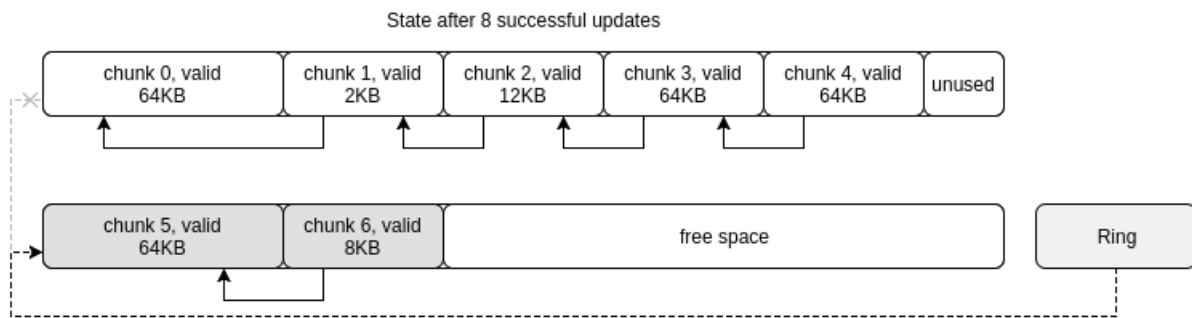 State after 8 successful updates
chunk 0, valid
64KB
chunk 1, valid
2KB
chunk 2, valid
12KB
chunk 3, valid
64KB
chunk 4, valid
64KB
unused
chunk 5, valid
64KB
chunk 6, valid
8KB
free space
Ring